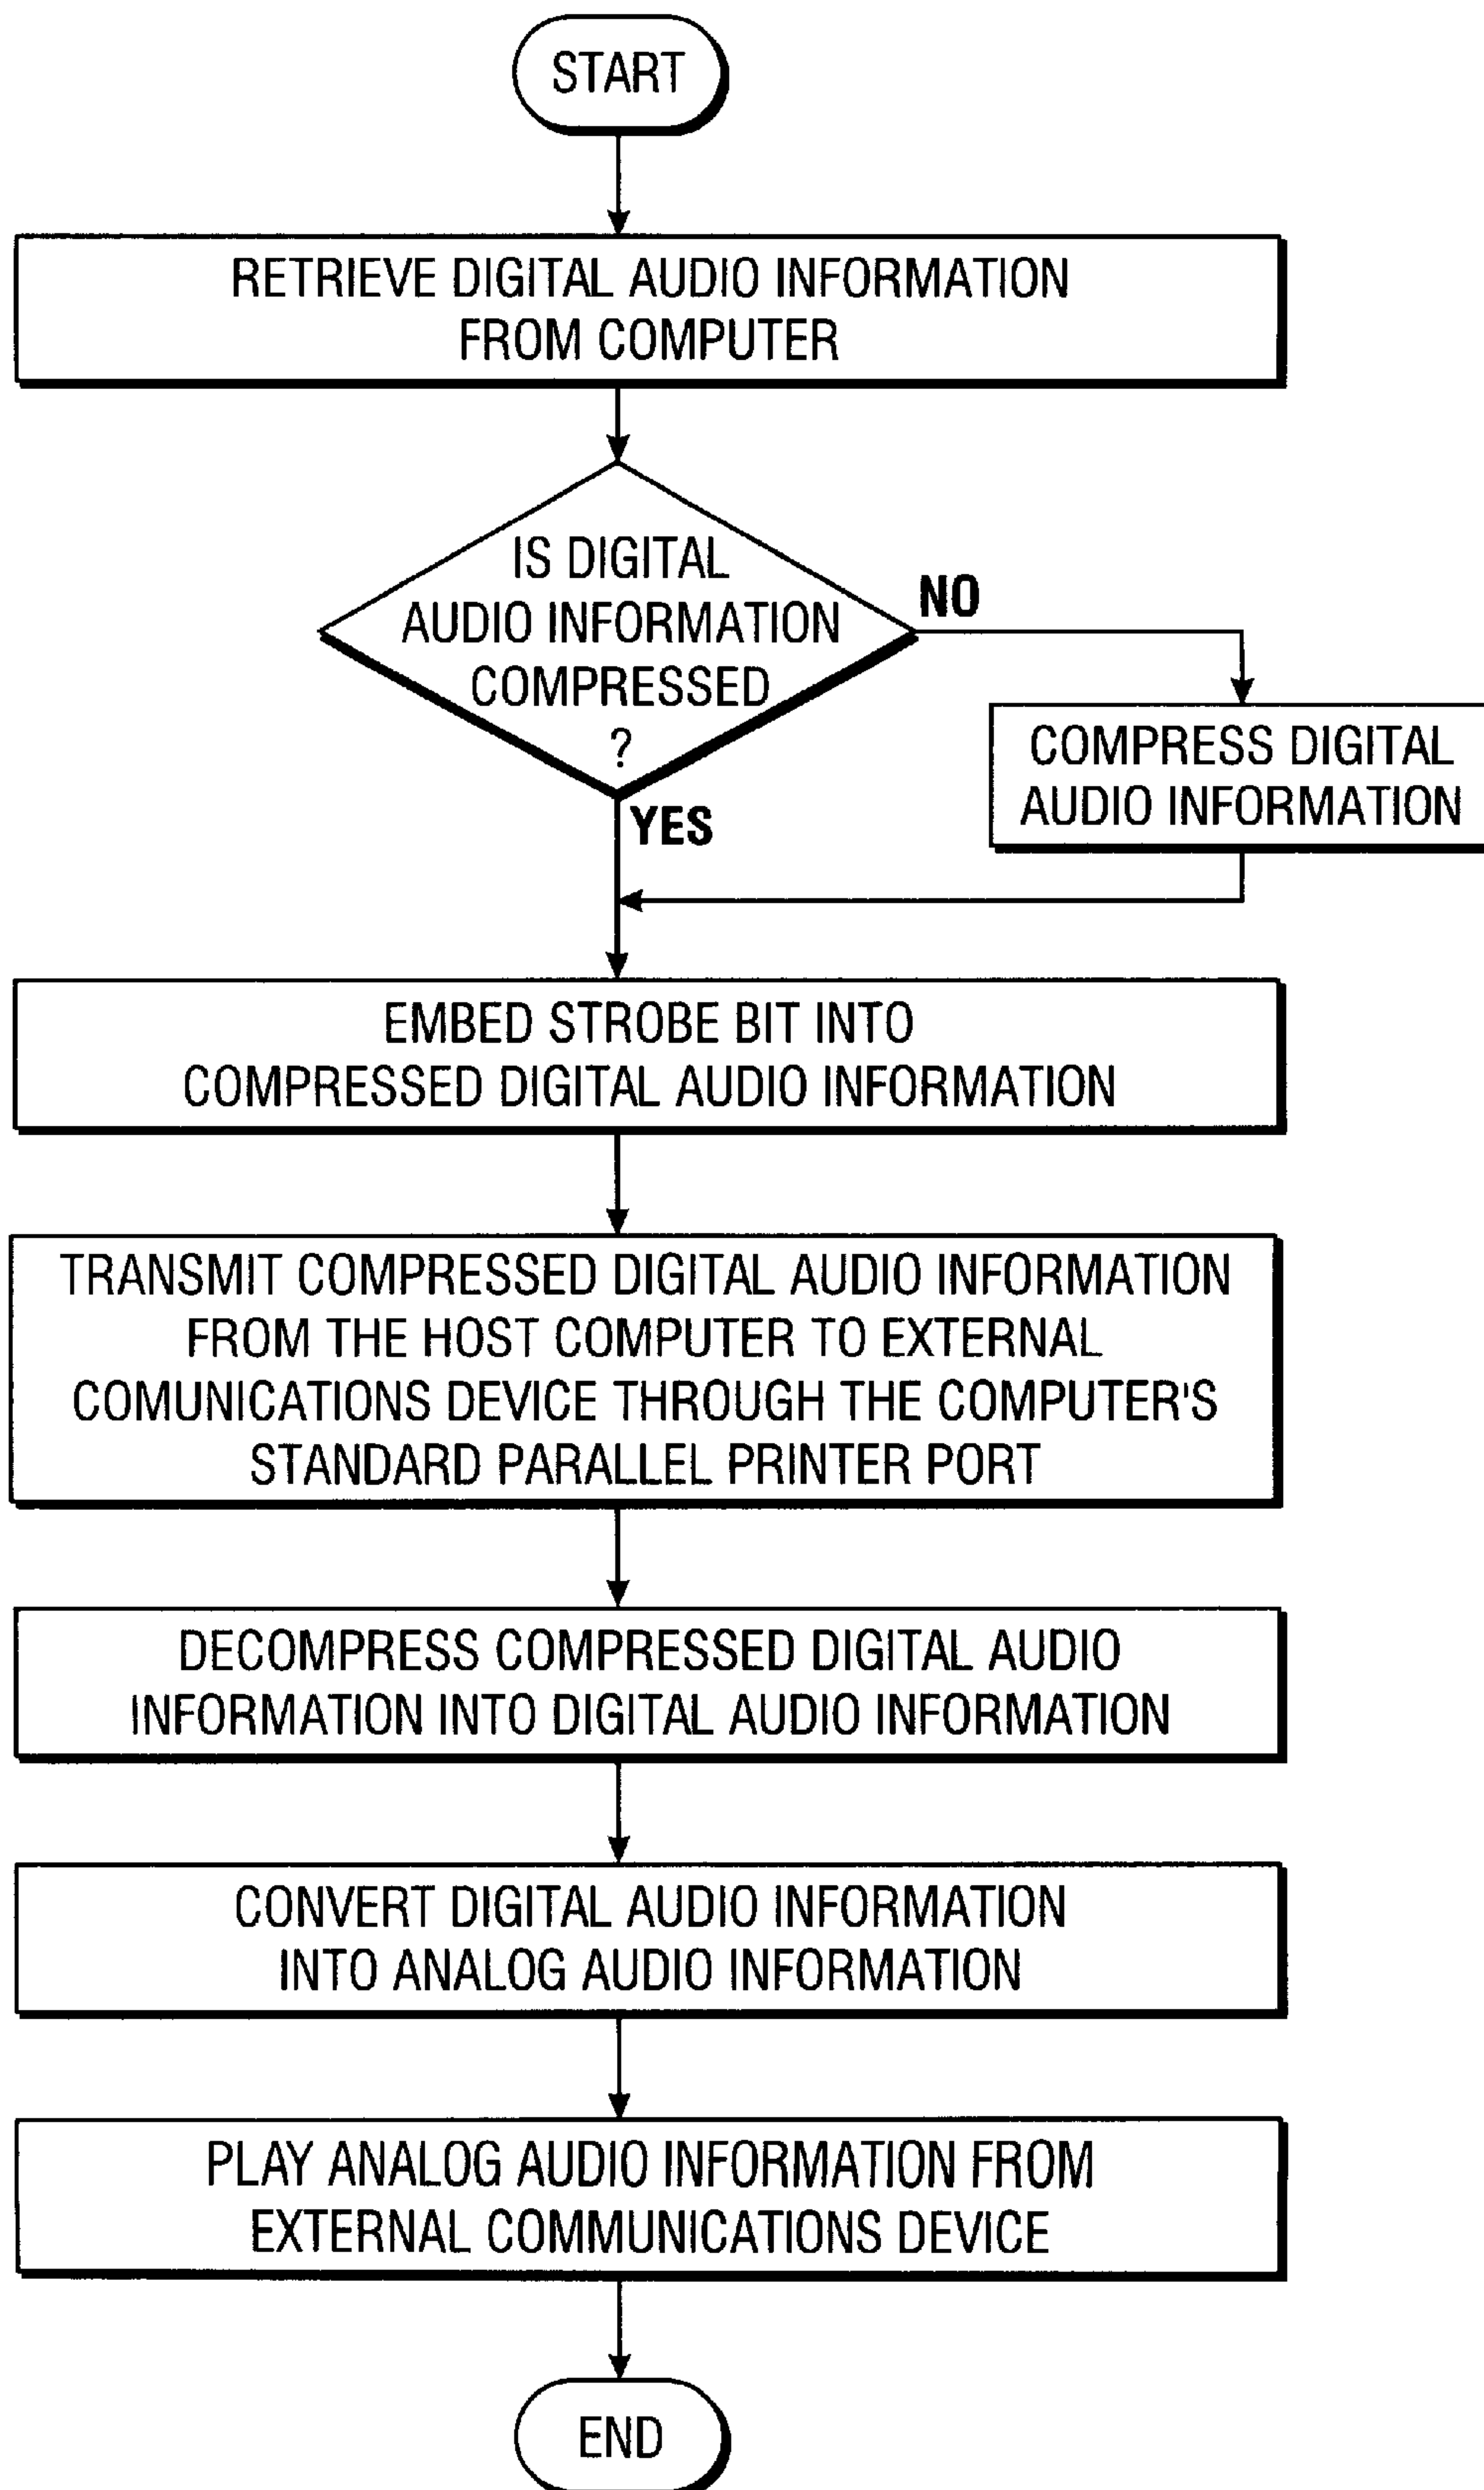 START
RETRIEVE DIGITAL AUDIO INFORMATION
FROM COMPUTER
IS DIGITAL
AUDIO INFORMATION
COMPRESSED
?
NO
COMPRESS DIGITAL
AUDIO INFORMATION
YES
EMBED STROBE BIT INTO
COMPRESSED DIGITAL AUDIO INFORMATION
TRANSMIT COMPRESSED DIGITAL AUDIO INFORMATION
FROM THE HOST COMPUTER TO EXTERNAL
COMUNICATIONS DEVICE THROUGH THE COMPUTER'S
STANDARD PARALLEL PRINTER PORT
DECOMPRESS COMPRESSED DIGITAL AUDIO
INFORMATION INTO DIGITAL AUDIO INFORMATION
CONVERT DIGITAL AUDIO INFORMATION
INTO ANALOG AUDIO INFORMATION
PLAY ANALOG AUDIO INFORMATION FROM
EXTERNAL COMMUNICATIONS DEVICE
END